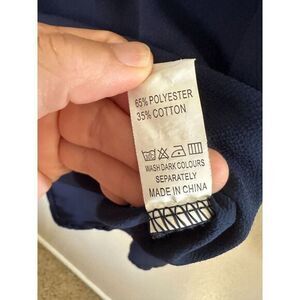 65% POLYESTER
35% COTTON
WASH DARK COLOURS
SEPARATELY
MADE IN CHINA